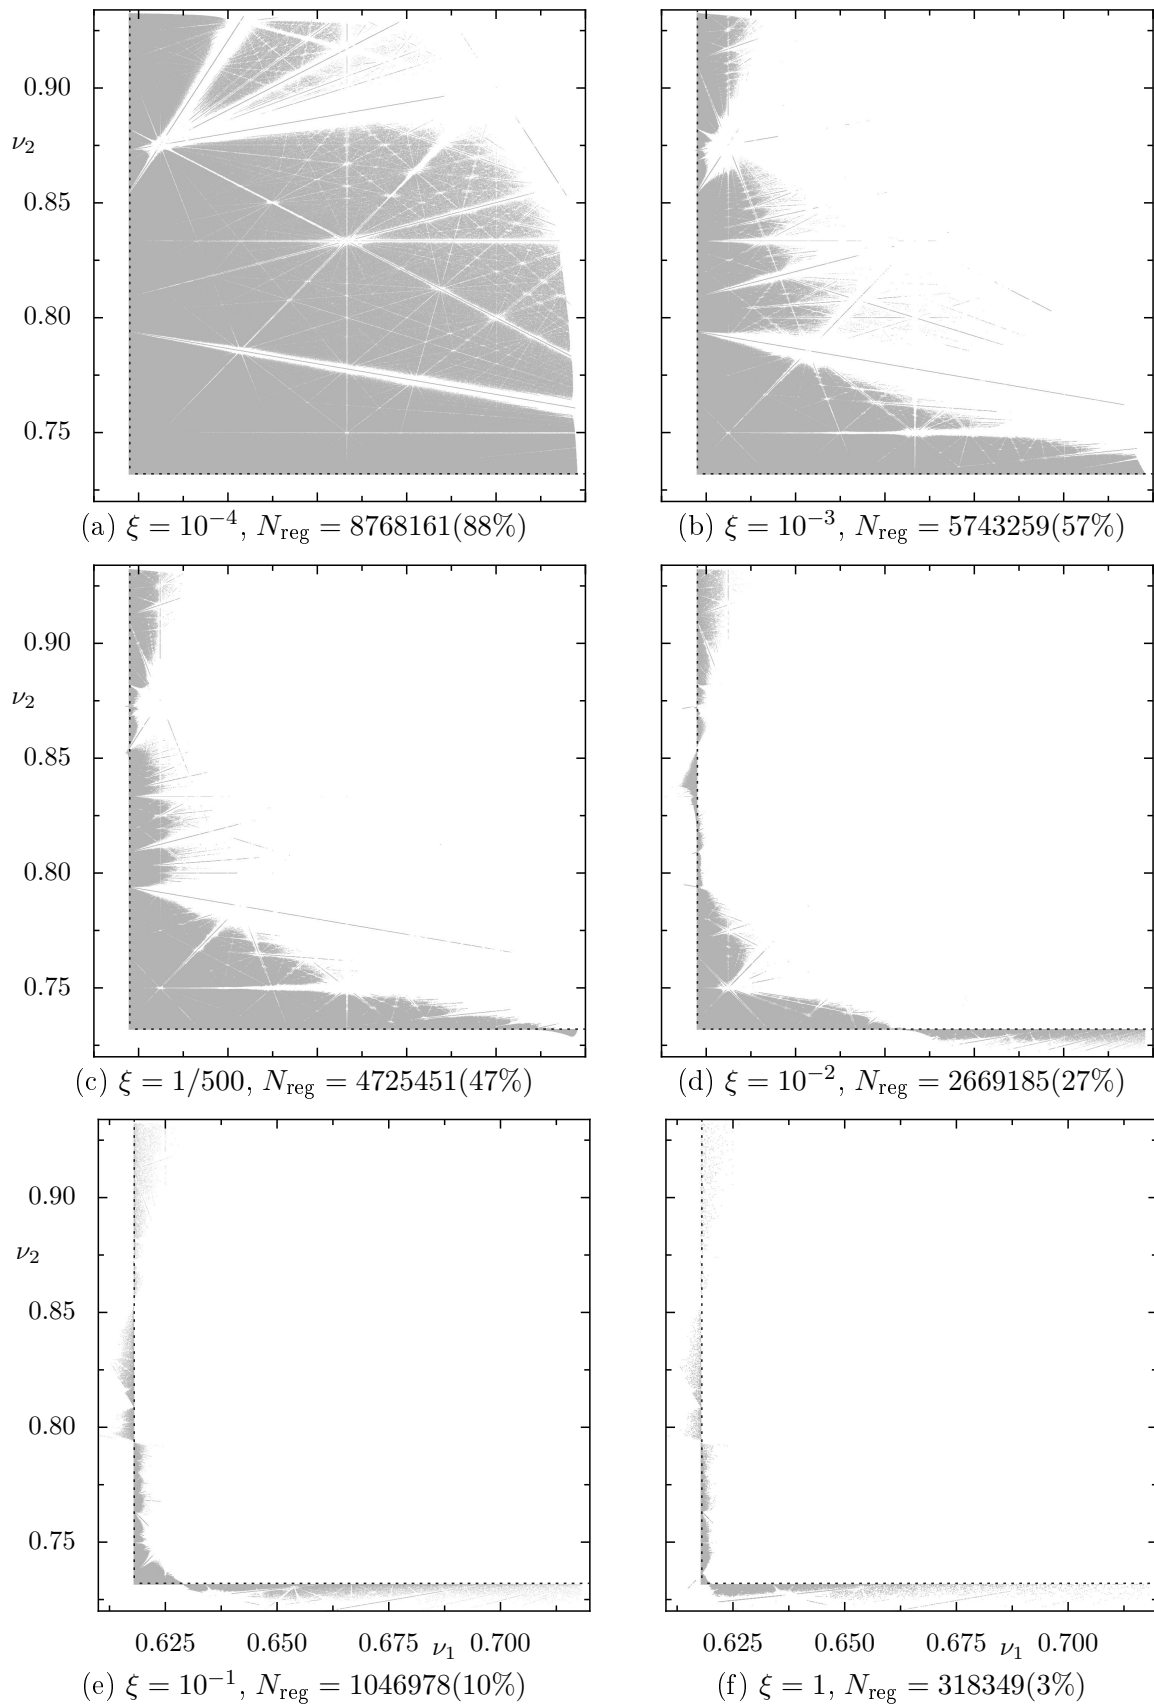 0.90
ν₂
0.85
0.80
0.75
(a) ξ = 10⁻⁴, N_reg = 8768161(88%)
(b) ξ = 10⁻³, N_reg = 5743259(57%)
0.90
ν₂
0.85
0.80
0.75
(c) ξ = 1/500, N_reg = 4725451(47%)
(d) ξ = 10⁻², N_reg = 2669185(27%)
0.90
ν₂
0.85
0.80
0.75
0.625 0.650 0.675 ν₁ 0.700
0.625 0.650 0.675 ν₁ 0.700
(e) ξ = 10⁻¹, N_reg = 1046978(10%)
(f) ξ = 1, N_reg = 318349(3%)